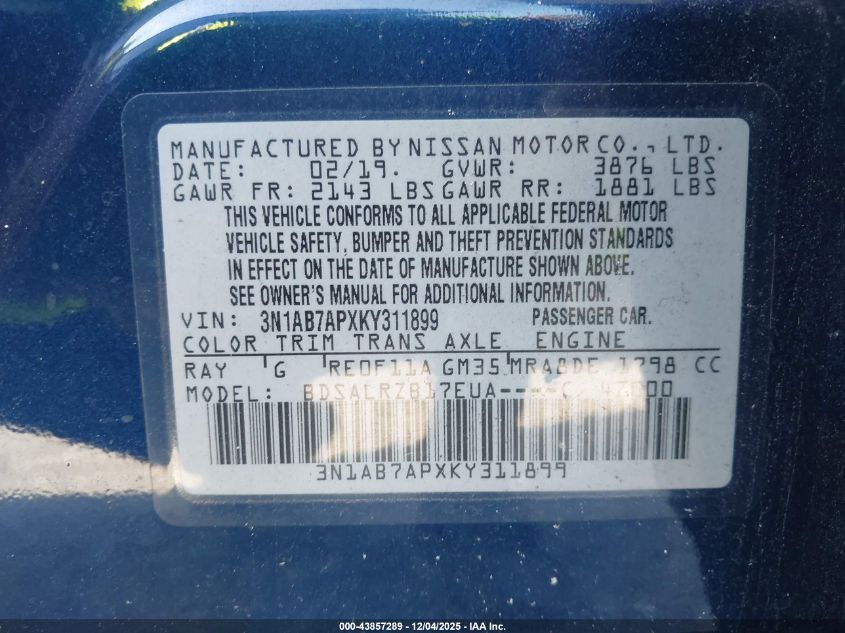 MANUFACTURED BY NISSAN MOTOR CO., LTD.
DATE: 02/19. GVWR: 3876 LBS
GAWR FR: 2143 LBS GAWR RR: 1881 LBS
THIS VEHICLE CONFORMS TO ALL APPLICABLE FEDERAL MOTOR
VEHICLE SAFETY, BUMPER AND THEFT PREVENTION STANDARDS
IN EFFECT ON THE DATE OF MANUFACTURE SHOWN ABOVE.
SEE OWNER'S MANUAL FOR ADDITIONAL INFORMATION.
VIN: 3N1AB7APXKY311899 PASSENGER CAR.
COLOR TRIM TRANS AXLE ENGINE
RAY G RE0F11A GM35 MRA8DE 1798 CC
MODEL: BDSALRZB17EUA----
3N1AB7APXKY311899
000-43857289 - 12/04/2025 - IAA Inc.